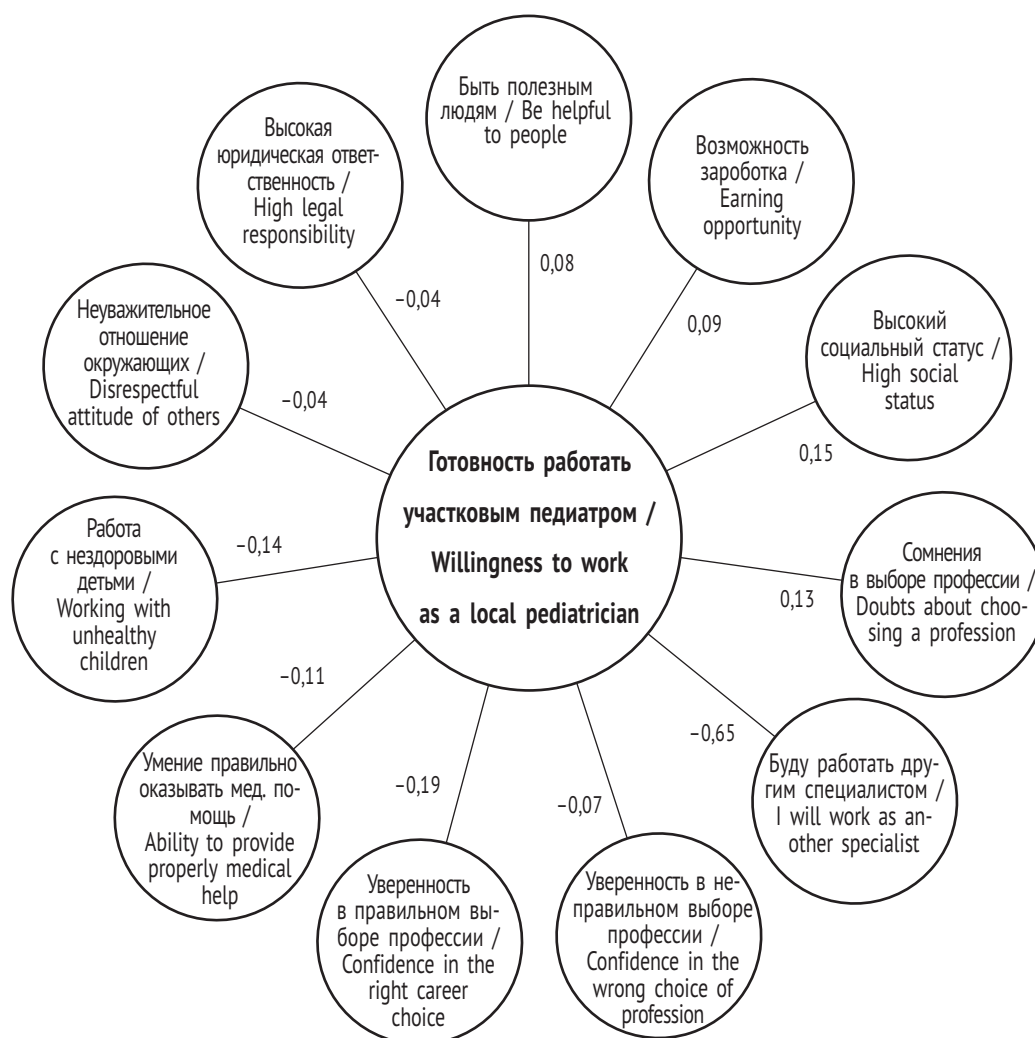 Быть полезным
людям / Be helpful
to people
0,08
Возможность
зароботка /
Earning
opportunity
0,09
Высокий
социальный статус /
High social
status
0,15
Сомнения
в выборе профессии /
Doubts about choo-
sing a profession
0,13
Буду работать дру-
гим специалистом /
I will work as an-
other specialist
−0,65
Уверенность в не-
правильном выборе
профессии /
Confidence in the
wrong choice of
profession
−0,07
Уверенность
в правильном вы-
боре профессии /
Confidence in the
right career
choice
−0,19
Умение правильно
оказывать мед. по-
мощь /
Ability to provide
properly medical
help
−0,11
Работа
с нездоровыми
детьми /
Working with
unhealthy
children
−0,14
Неуважительное
отношение
окружающих /
Disrespectful
attitude of others
−0,04
Высокая
юридическая ответ-
ственность /
High legal
responsibility
−0,04
Готовность работать
участковым педиатром /
Willingness to work
as a local pediatrician